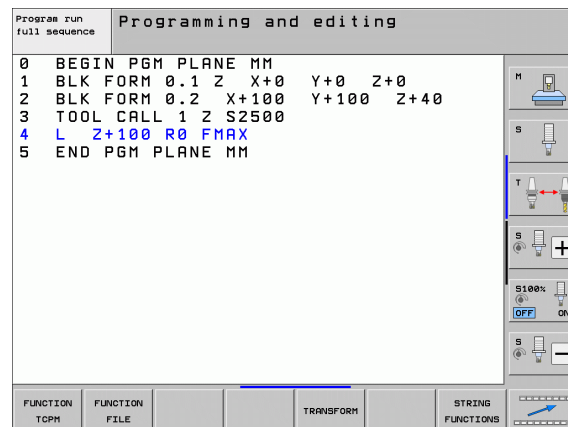 Program run
full sequence
Programming and editing
0 BEGIN PGM PLANE MM
1 BLK FORM 0.1 Z X+0 Y+0 Z+0
2 BLK FORM 0.2 X+100 Y+100 Z+40
3 TOOL CALL 1 Z S2500
4 L Z+100 R0 FMAX
5 END PGM PLANE MM
M
S
T
S
+
S100%
OFF ON
S
−
FUNCTION
TCPM
FUNCTION
FILE
TRANSFORM
STRING
FUNCTIONS